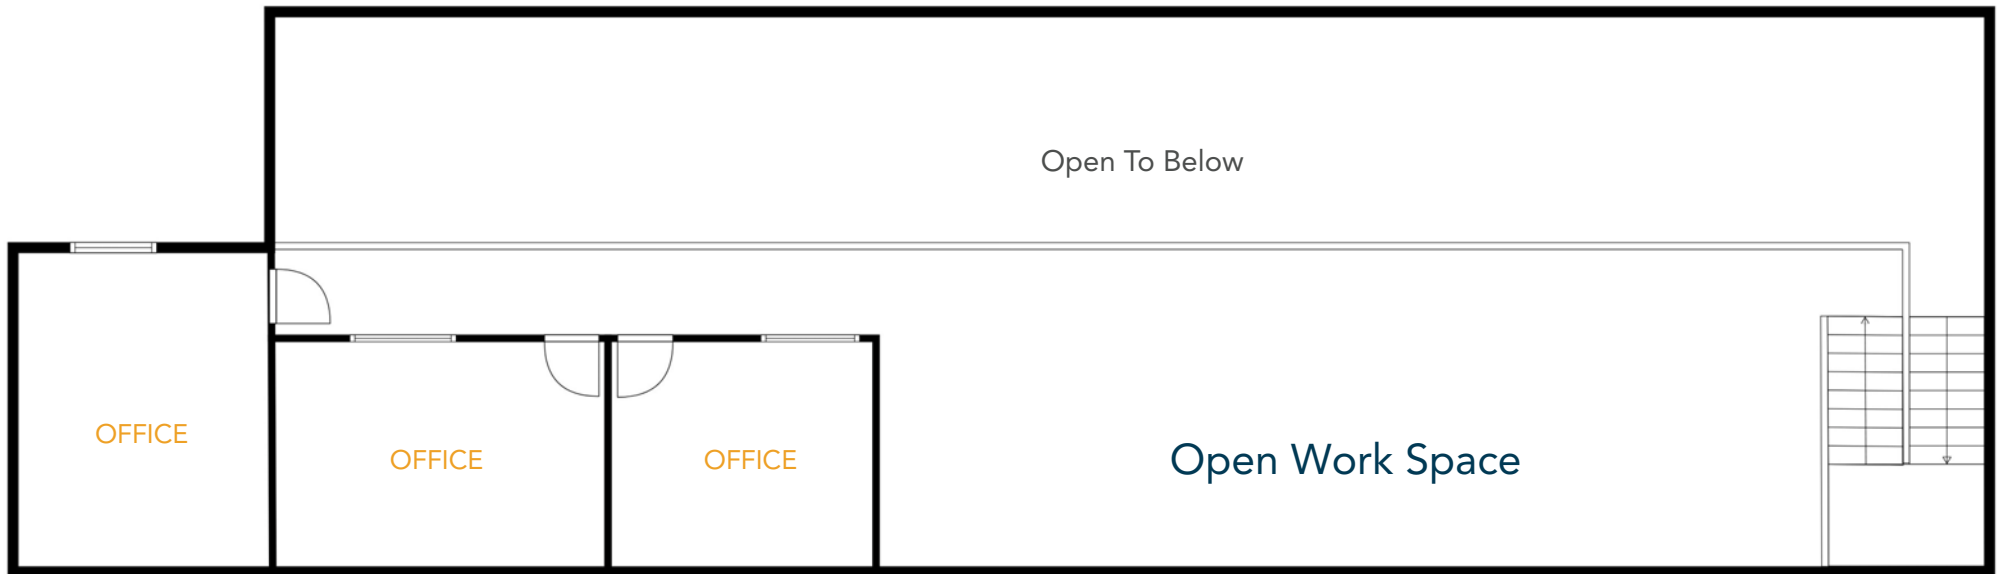 Open To Below
OFFICE
OFFICE
OFFICE
Open Work Space